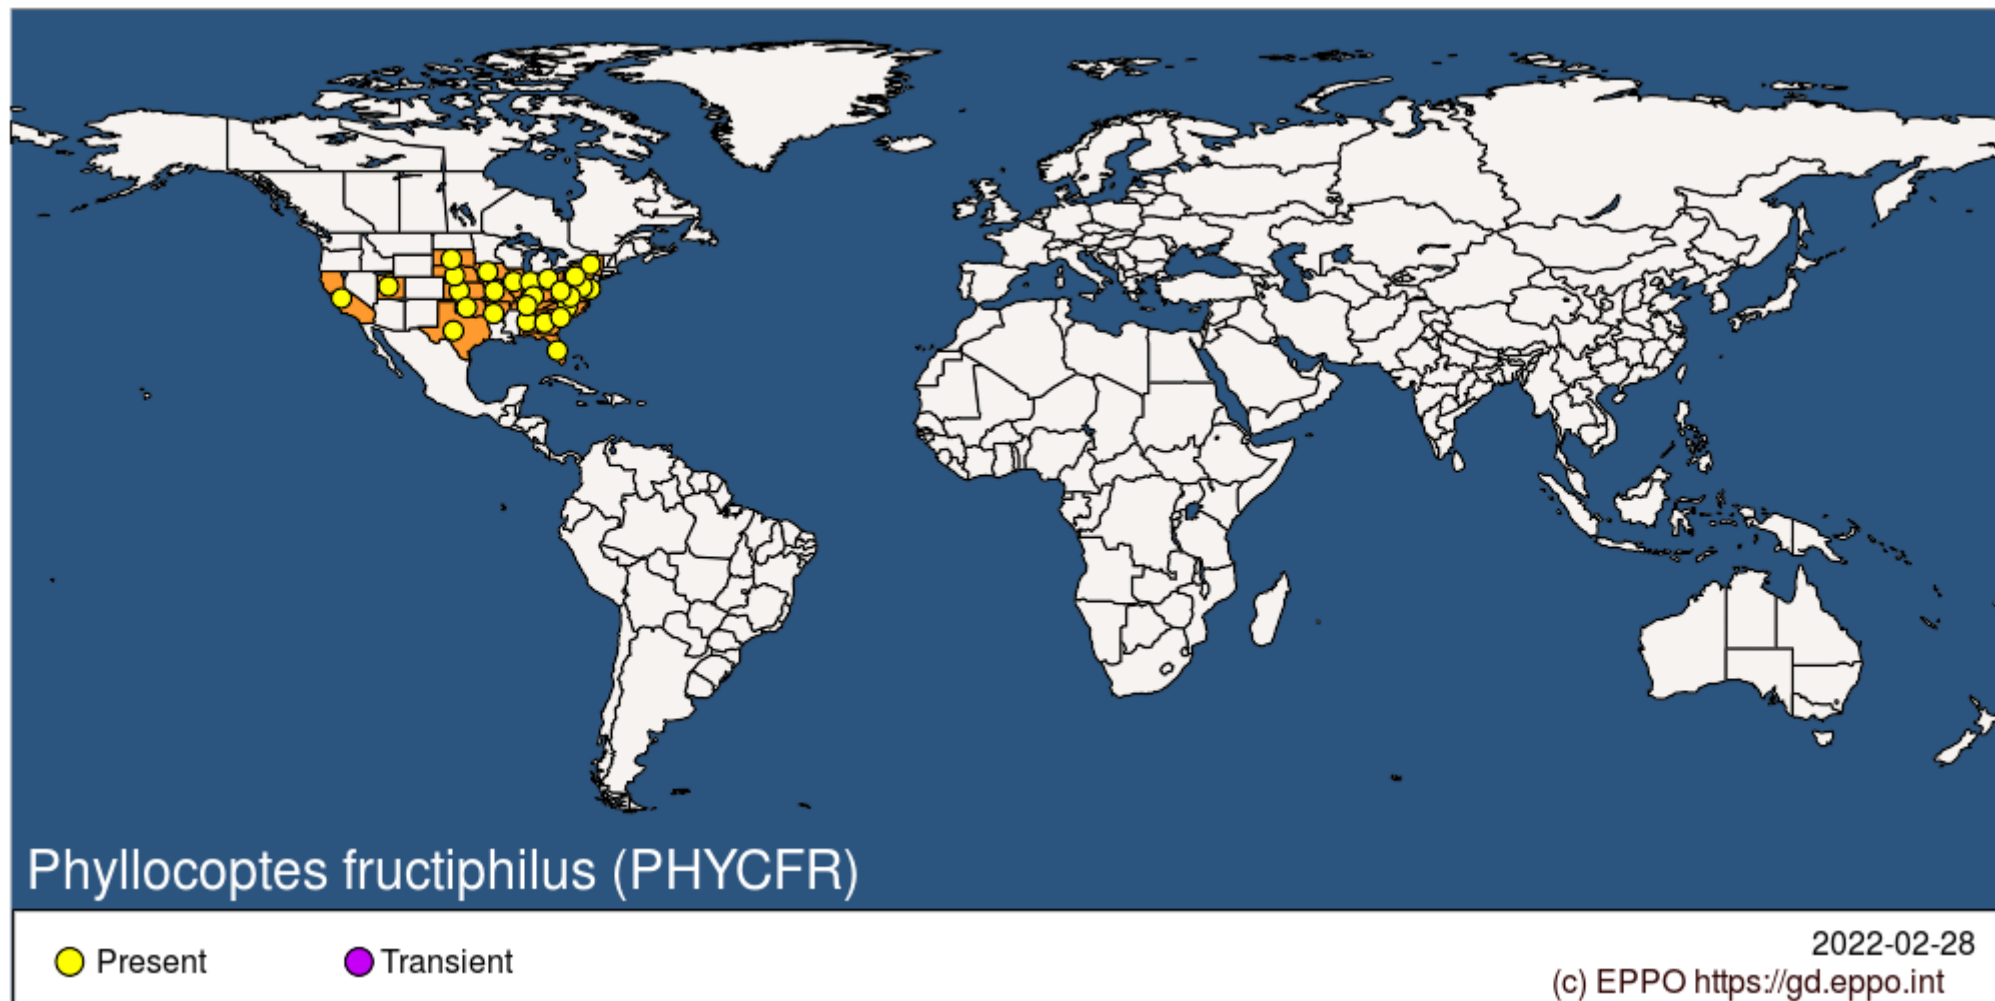 Phyllocoptes fructiphilus (PHYCFR)
Present
Transient
2022-02-28
(c) EPPO https://gd.eppo.int